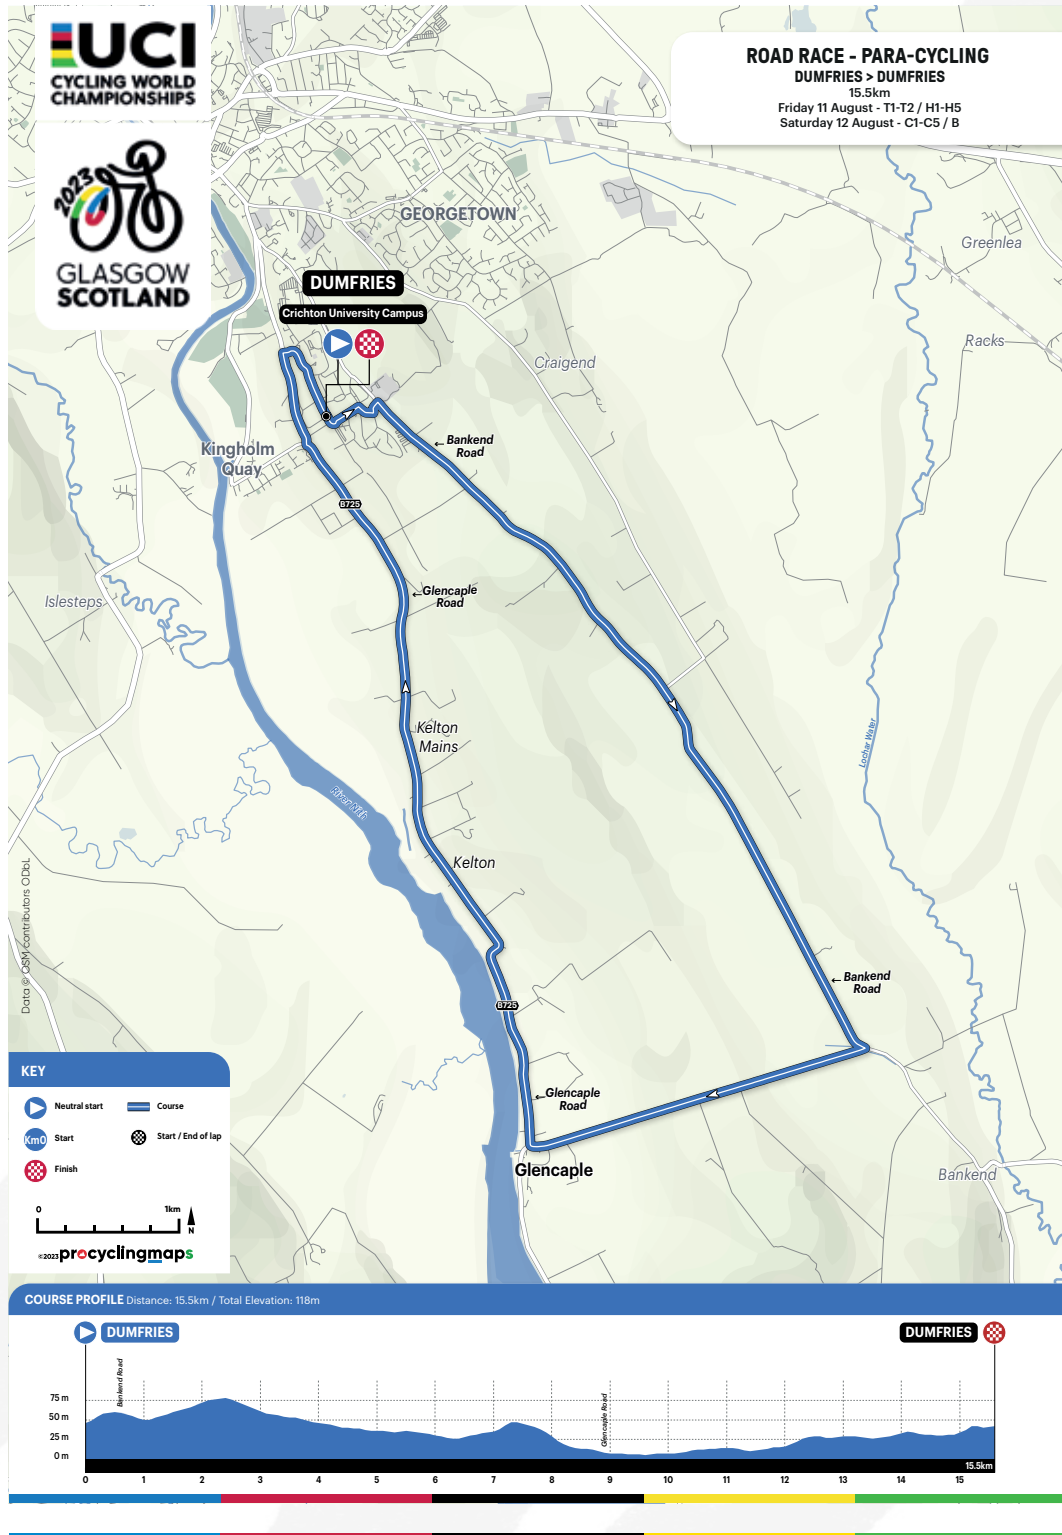 UCI
CYCLING WORLD
CHAMPIONSHIPS
2023
GLASGOW
SCOTLAND
ROAD RACE - PARA-CYCLING
DUMFRIES > DUMFRIES
15.5km
Friday 11 August - T1-T2 / H1-H5
Saturday 12 August - C1-C5 / B
GEORGETOWN
Greenlea
DUMFRIES
Crichton University Campus
Racks
Craigend
Kingholm
Quay
←Bankend
Road
B725
←Glencaple
Road
Islesteps
Kelton
Mains
Lochar Water
River Nith
Kelton
Data © OSM contributors ODbL
←Bankend
Road
B725
←Glencaple
Road
Glencaple
Bankend
KEY
Neutral start
Course
Km0
Start
Start / End of lap
Finish
0
1km
N
©2023procyclingmaps
COURSE PROFILE Distance: 15.5km / Total Elevation: 118m
DUMFRIES
DUMFRIES
Bankend Road
Glencaple Road
75 m
50 m
25 m
0 m
15.5km
0 1 2 3 4 5 6 7 8 9 10 11 12 13 14 15